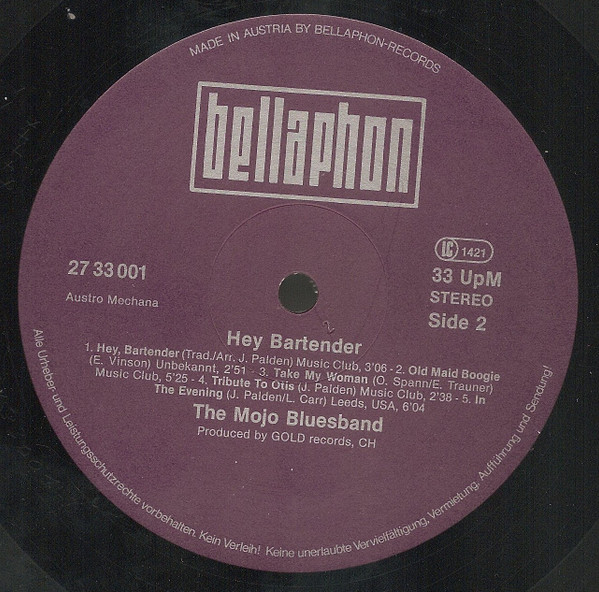 MADE IN AUSTRIA BY BELLAPHON-RECORDS
bellaphon
27 33 001
Austro Mechana
LC 1421
33 UpM
STEREO
Side 2
2
Hey Bartender
1. Hey, Bartender (Trad./Arr. J. Palden) Music Club, 3'06 - 2. Old Maid Boogie
(E. Vinson) Unbekannt, 2'51 - 3. Take My Woman (O. Spann/E. Trauner)
Music Club, 5'25 - 4. Tribute To Otis (J. Palden) Music Club, 2'38 - 5. In
The Evening (J. Palden/L. Carr) Leeds, USA, 6'04
The Mojo Bluesband
Produced by GOLD records, CH
Alle Urheber- und Leistungsschutzrechte vorbehalten. Kein Verleih! Keine unerlaubte Vervielfältigung, Vermietung, Aufführung und Sendung!